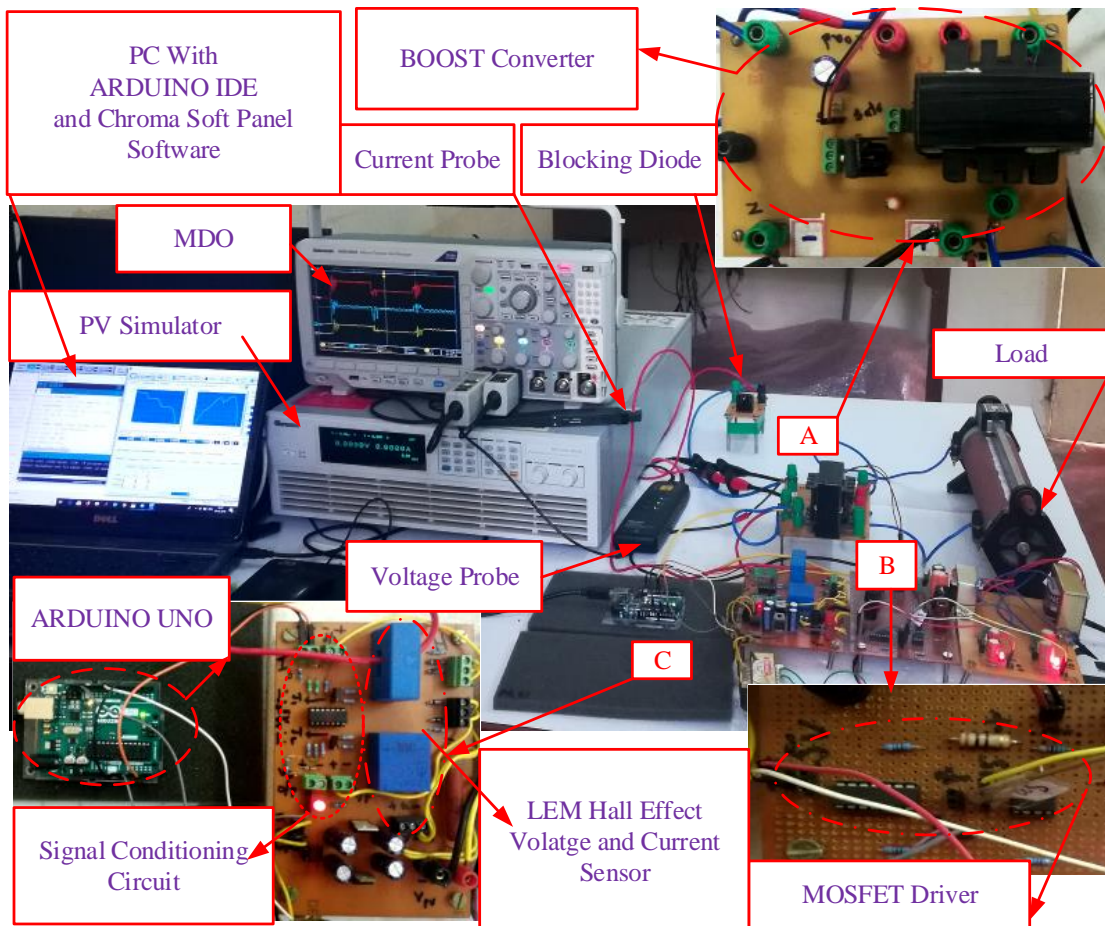 PC With
ARDUINO IDE
and Chroma Soft Panel
Software
BOOST Converter
Current Probe
Blocking Diode
MDO
PV Simulator
Load
A
DELL
Voltage Probe
B
ARDUINO UNO
C
Signal Conditioning
Circuit
LEM Hall Effect
Volatge and Current
Sensor
MOSFET Driver